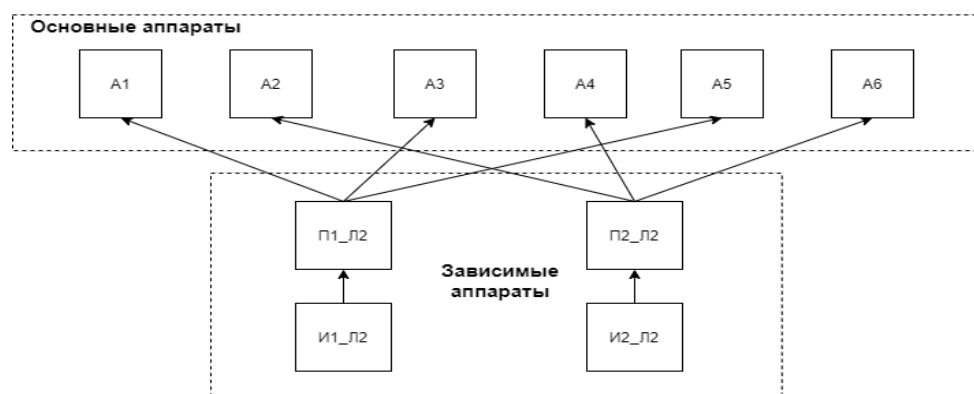 Основные аппараты
А1
А2
А3
А4
А5
А6
П1_Л2
П2_Л2
Зависимые
аппараты
И1_Л2
И2_Л2